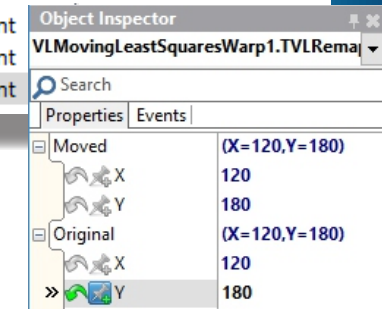 Object Inspector
nt
VLMovingLeastSquaresWarp1.TVLRemap
nt
nt
Search
Properties Events
Moved (X=120,Y=180)
X 120
Y 180
Original (X=120,Y=180)
X 120
» Y 180